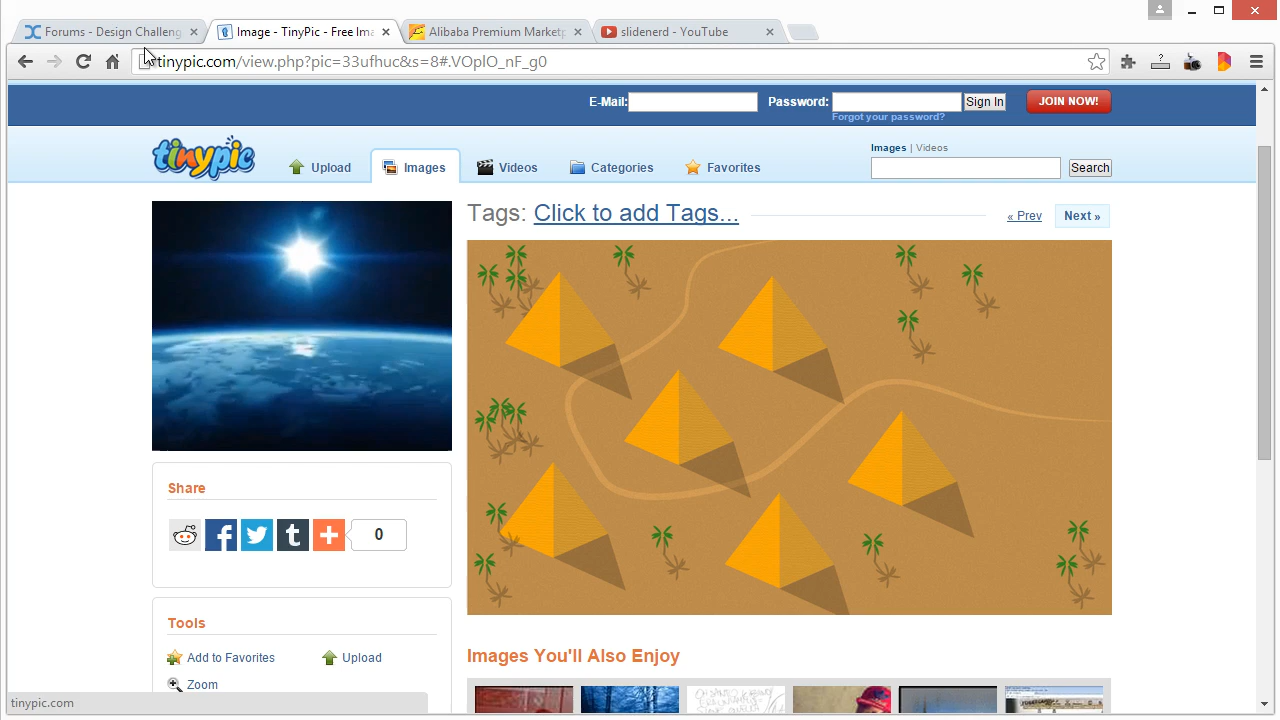 Forums - Design Challeng
Image - TinyPic - Free Ima
Alibaba Premium Marketp
slidenerd - YouTube
tinypic.com/view.php?pic=33ufhuc&s=8#.VOplO_nF_g0
E-Mail: Password: Sign In JOIN NOW!
Forgot your password?
tinypic
Upload Images Videos Categories Favorites
Images | Videos
Search
Tags: Click to add Tags...
« Prev Next »
Share
0
Tools
Add to Favorites Upload
Zoom
Images You'll Also Enjoy
tinypic.com